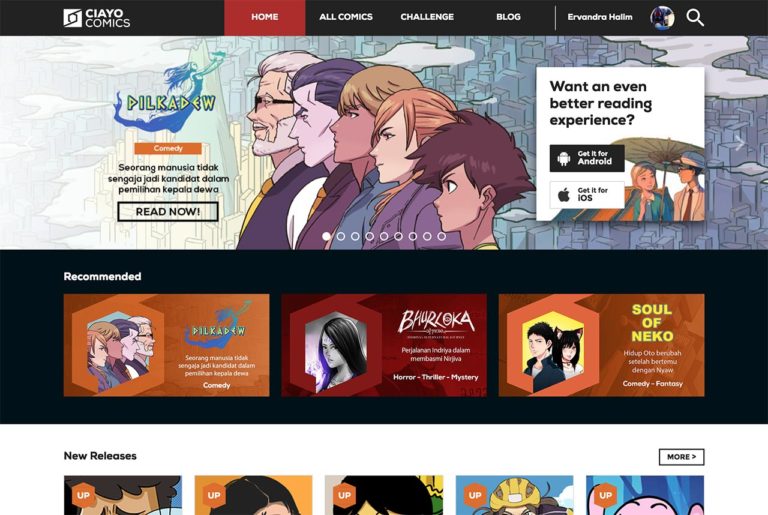 CIAYO
COMICS
HOME
ALL COMICS
CHALLENGE
BLOG
Ervandra Halim
PILKADEW
Comedy
Seorang manusia tidak
sengaja jadi kandidat dalam
pemilihan kepala dewa
READ NOW!
Want an even
better reading
experience?
Get it for
Android
Get it for
iOS
Recommended
PILKADEW
Seorang manusia tidak
sengaja jadi kandidat dalam
pemilihan kepala dewa
Comedy
BHURLOKA
Perjalanan Indriya dalam
membasmi Nirjiva
Horror - Thriller - Mystery
SOUL
OF
NEKO
Hidup Oto berubah
setelah bertemu
dengan Nyaw
Comedy - Fantasy
New Releases
MORE >
UP
UP
UP
UP
UP